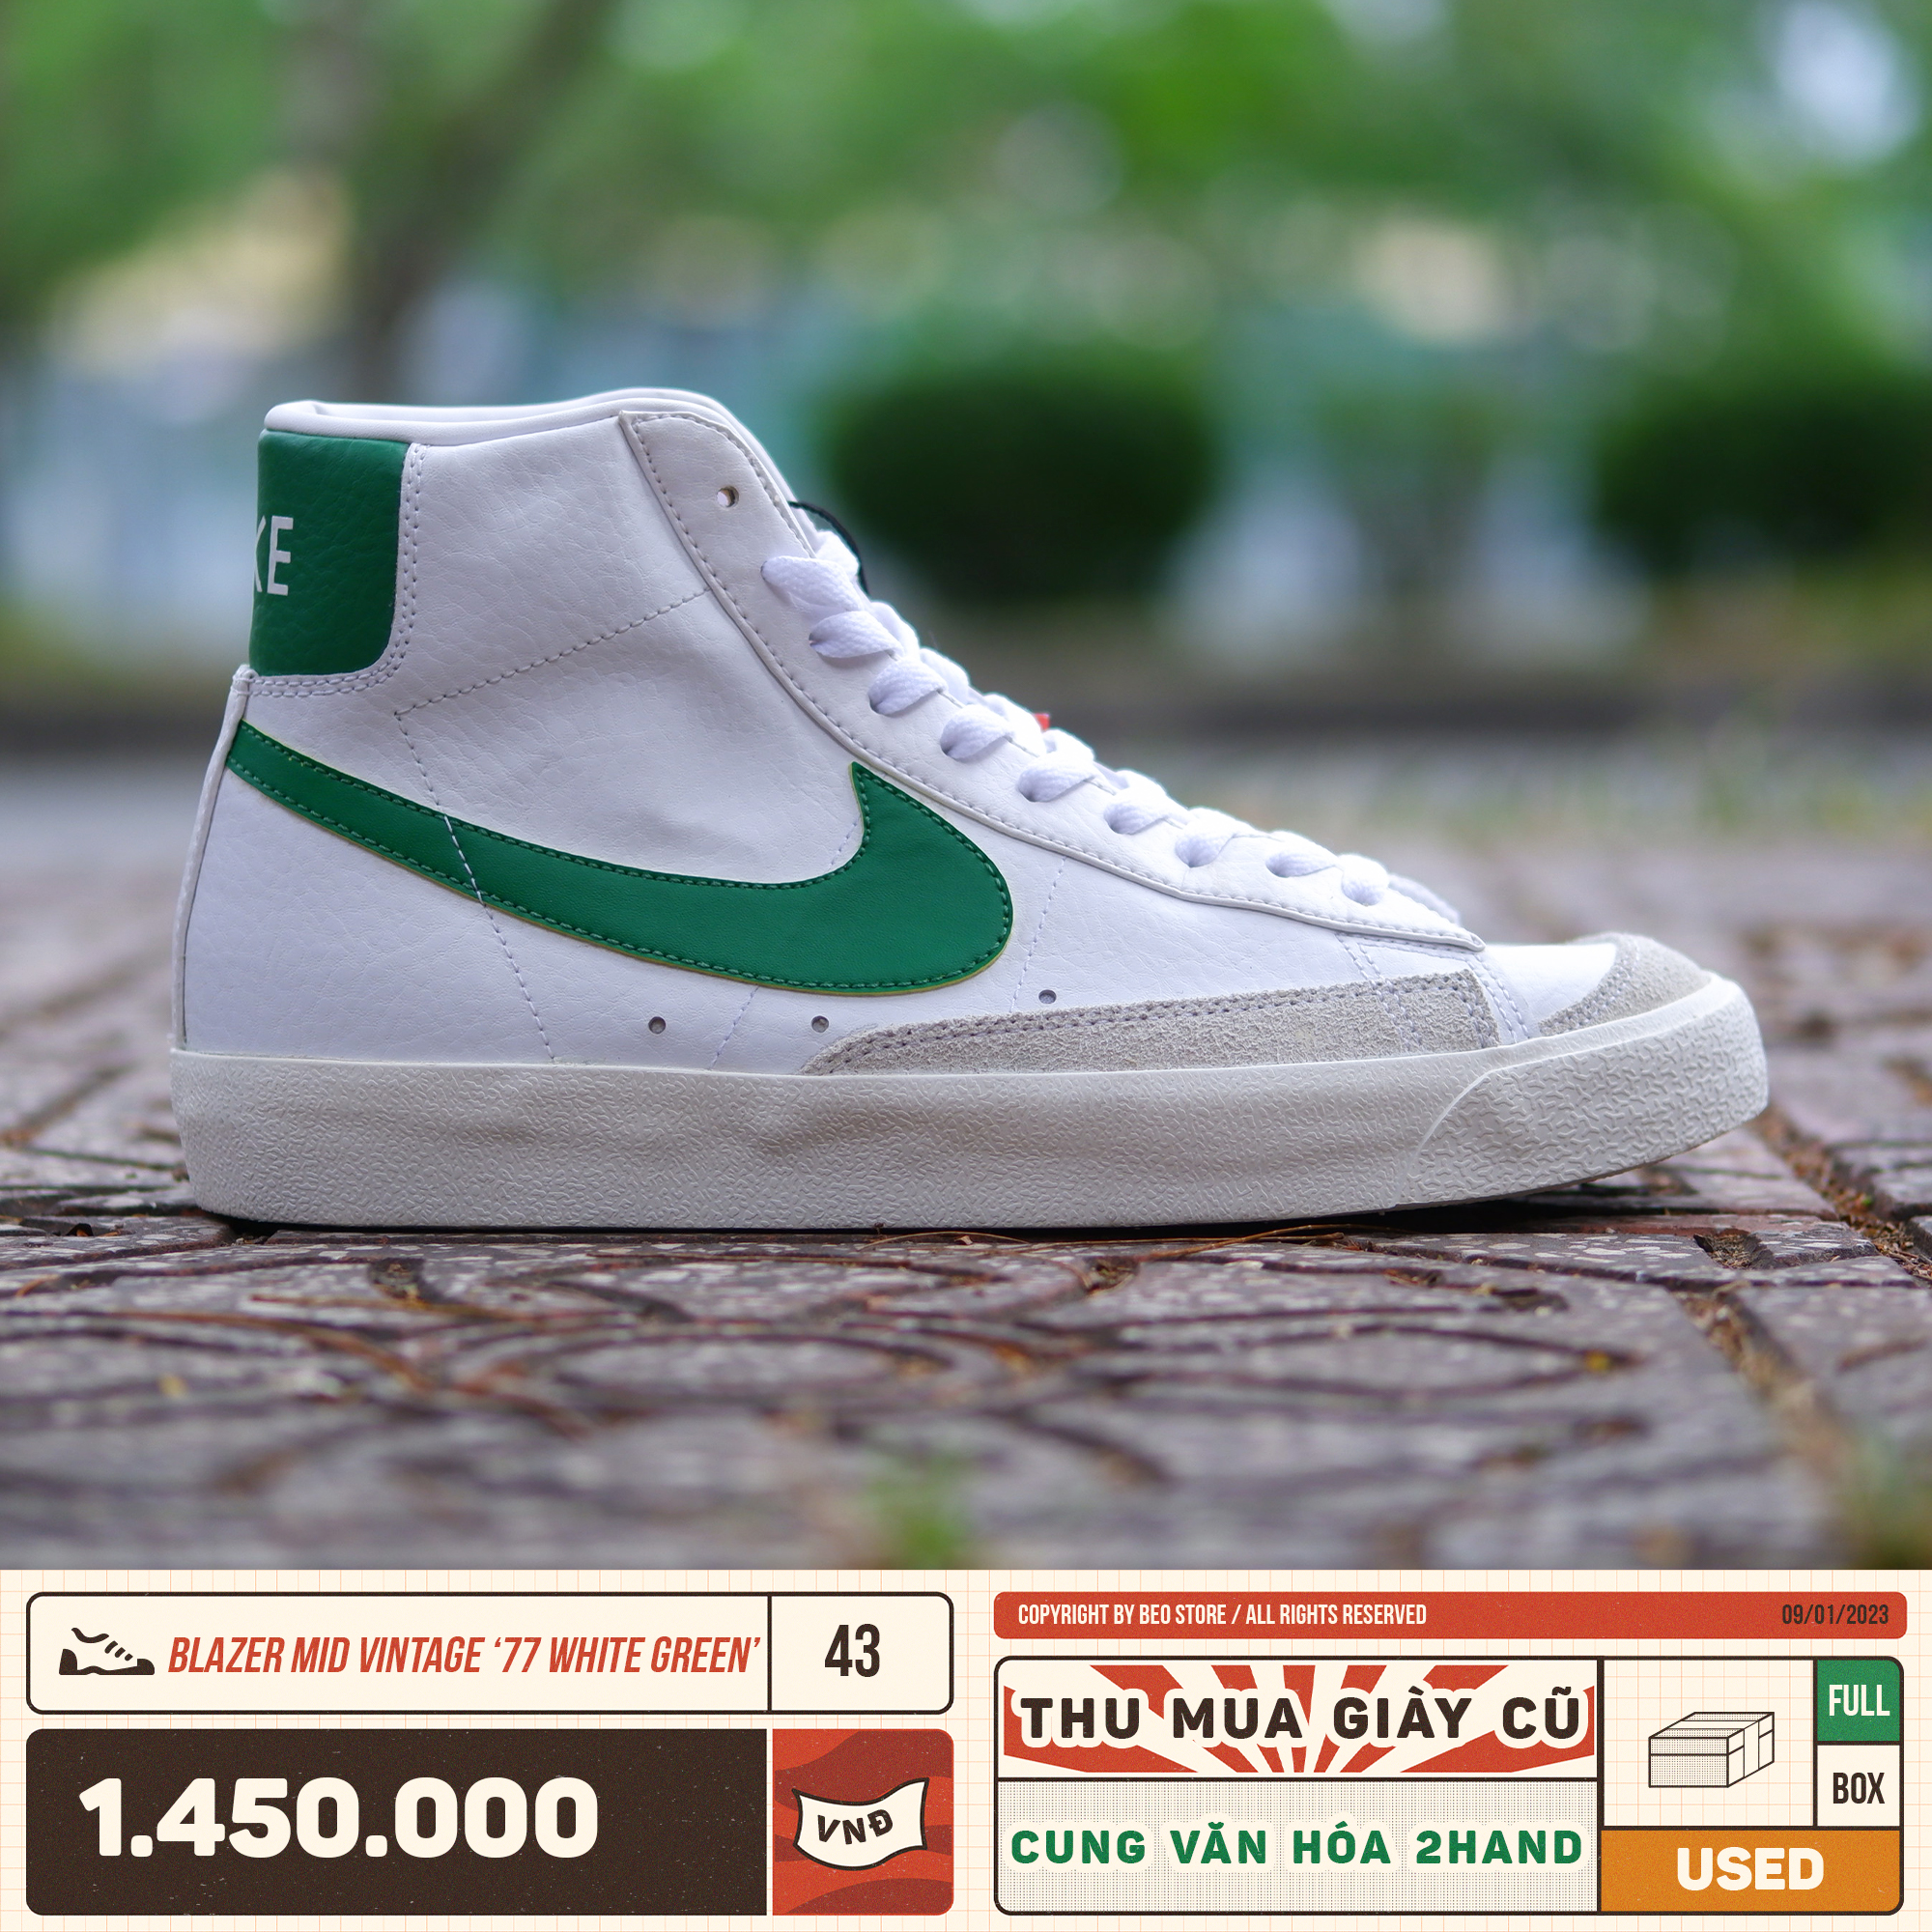 KE
BLAZER MID VINTAGE ‘77 WHITE GREEN’
43
1.450.000
VNĐ
COPYRIGHT BY BEO STORE / ALL RIGHTS RESERVED
09/01/2023
THU MUA GIÀY CŨ
CUNG VĂN HÓA 2HAND
FULL
BOX
USED